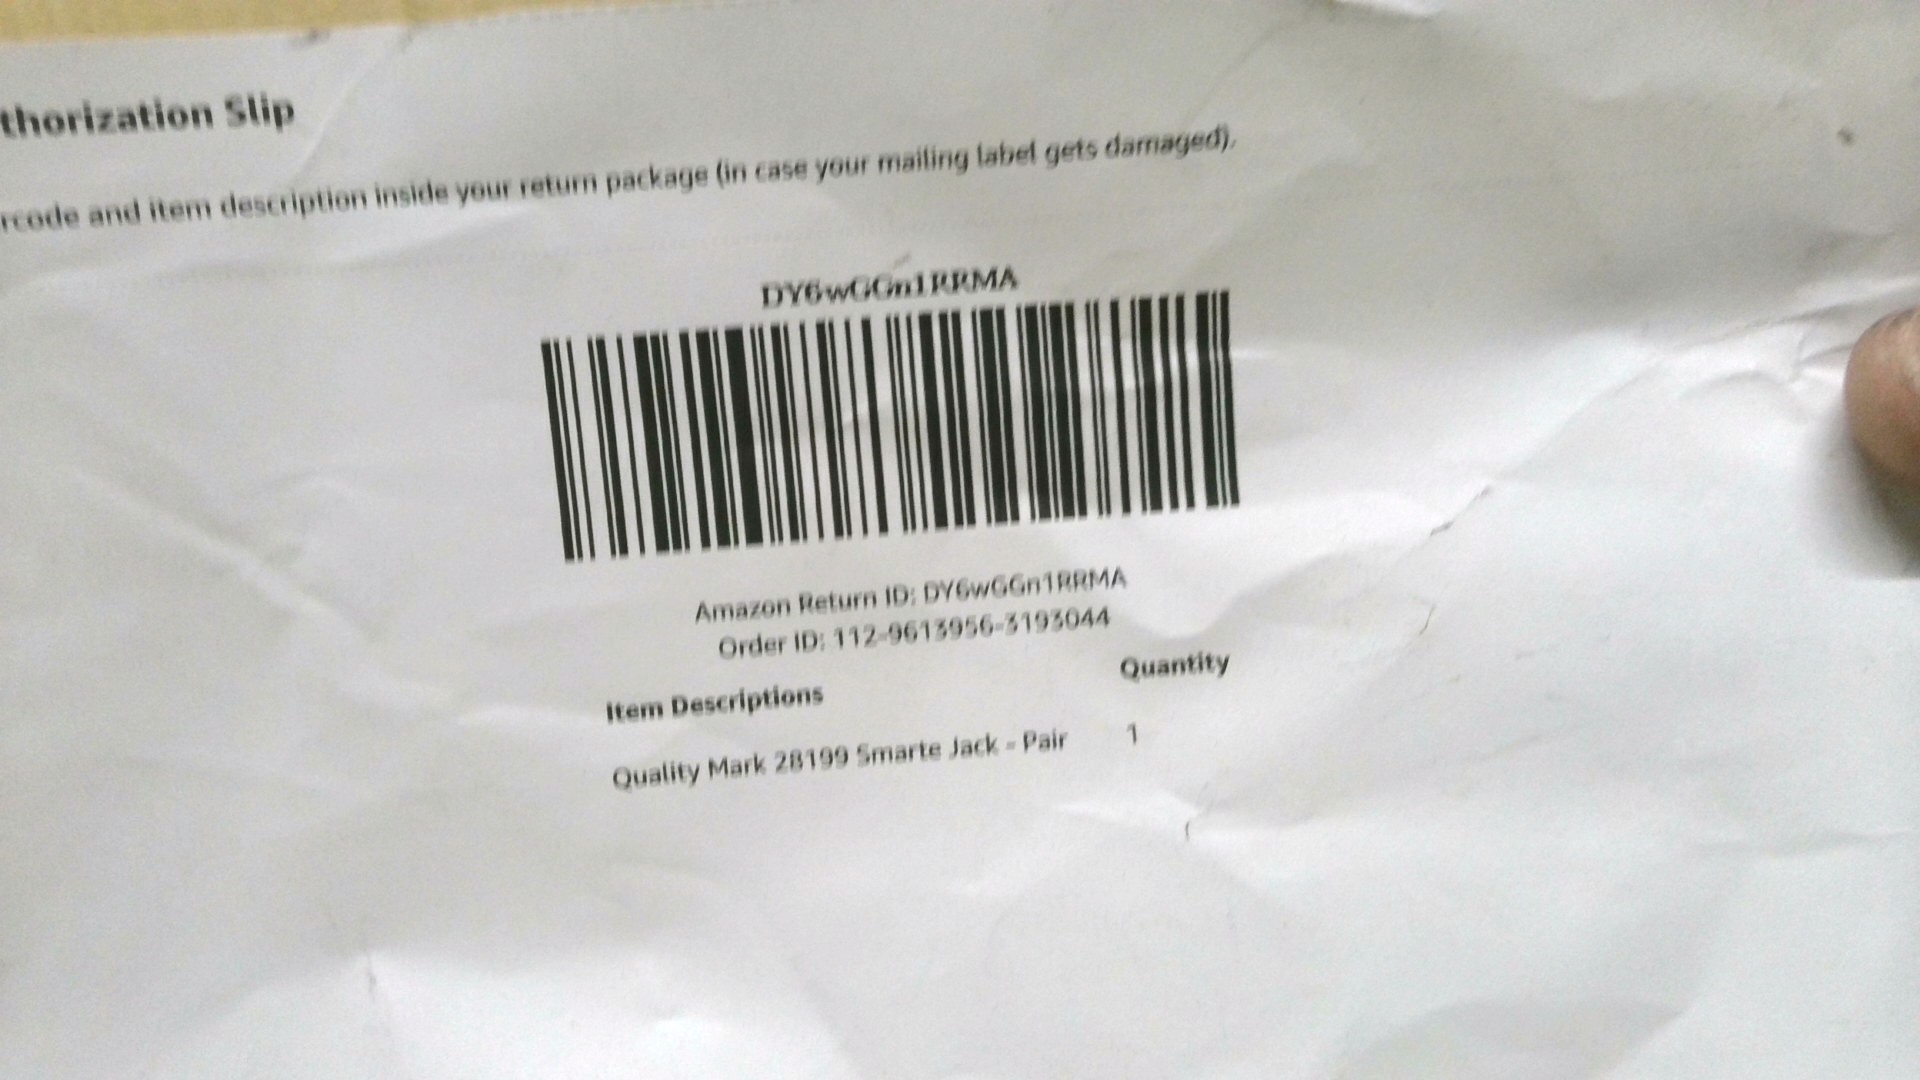 thorization Slip
rcode and item description inside your return package (in case your mailing label gets damaged).
DY6wGGn1RRMA
Amazon Return ID: DY6wGGn1RRMA
Order ID: 112-9613956-3193044
Item Descriptions Quantity
Quality Mark 28199 Smarte Jack - Pair 1